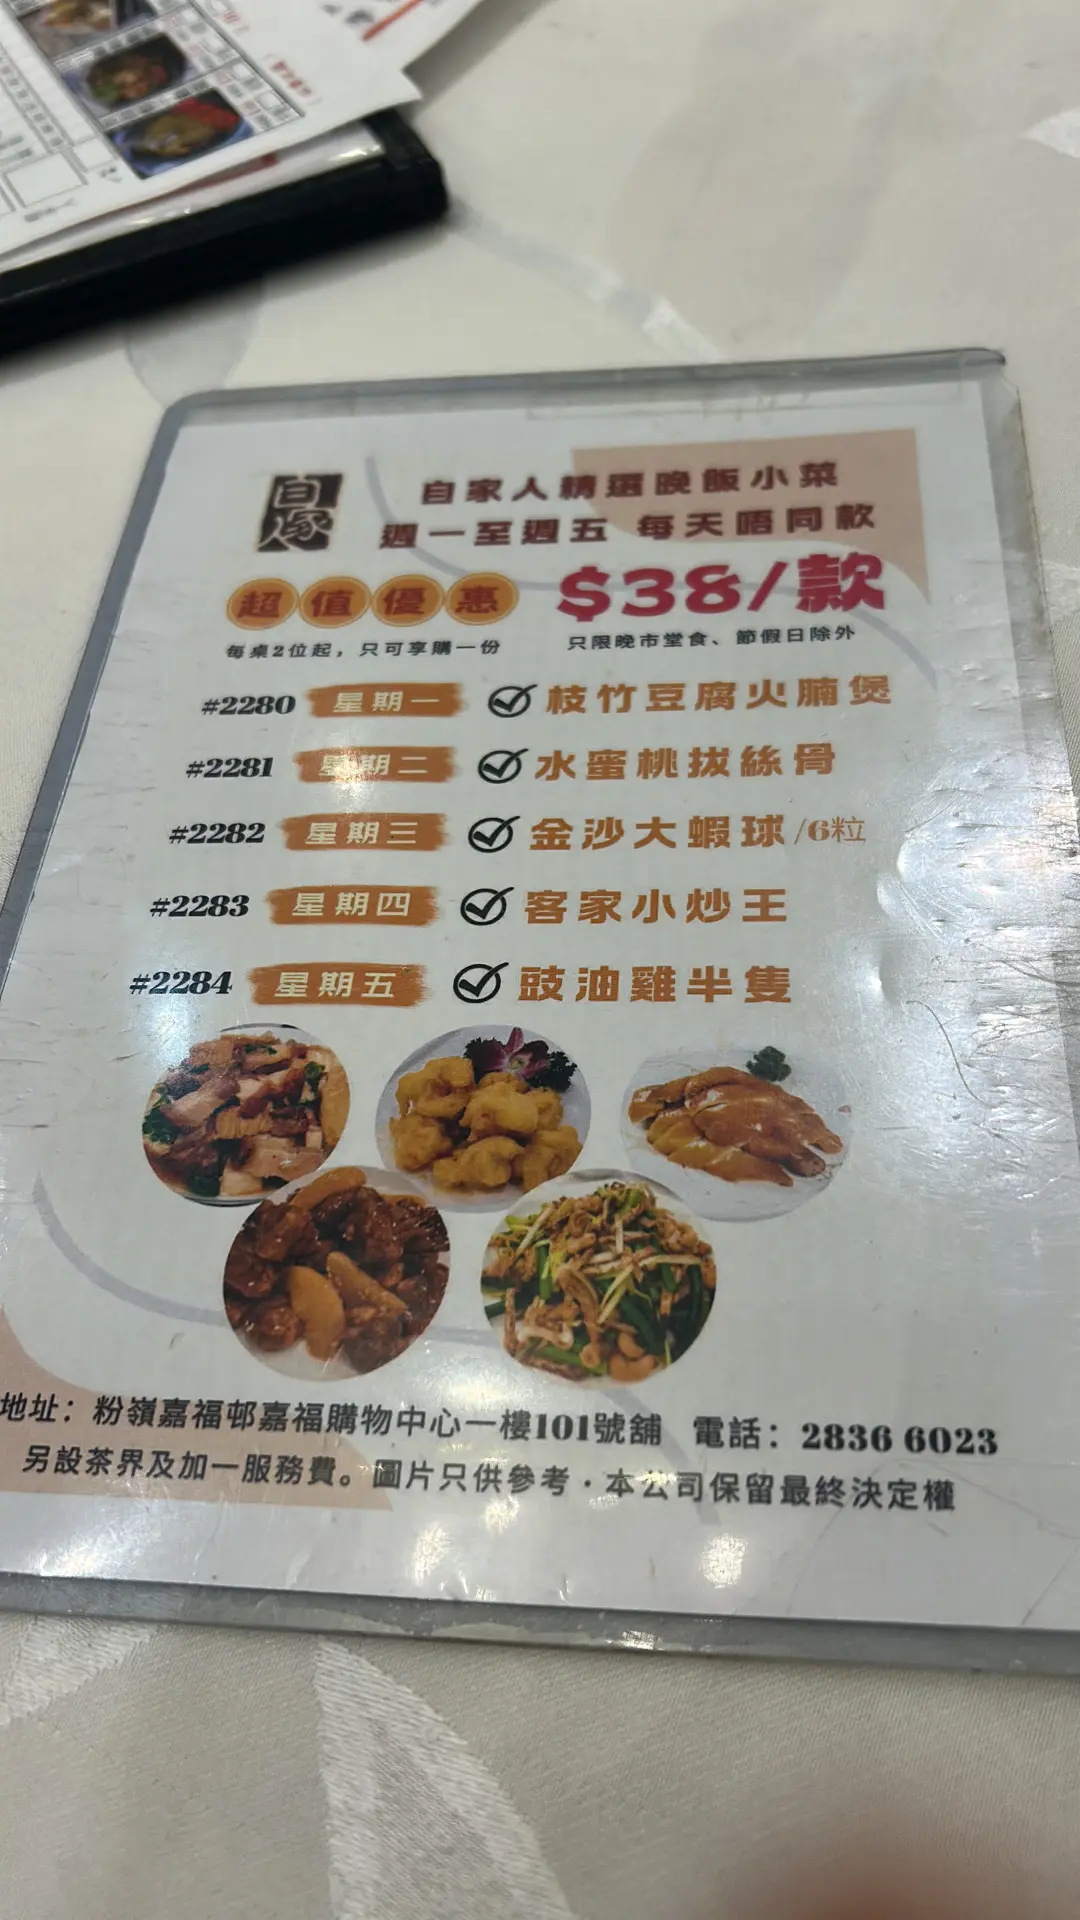 自家
自家人精選晚飯小菜
週一至週五 每天唔同款
超值優惠 $38/款
每桌2位起，只可享購一份 只限晚市堂食、節假日除外
#2280 星期一 枝竹豆腐火腩煲
#2281 星期二 水蜜桃拔絲骨
#2282 星期三 金沙大蝦球/6粒
#2283 星期四 客家小炒王
#2284 星期五 豉油雞半隻
地址：粉嶺嘉福邨嘉福購物中心一樓101號舖 電話：2836 6023
另設茶界及加一服務費。圖片只供參考·本公司保留最終決定權